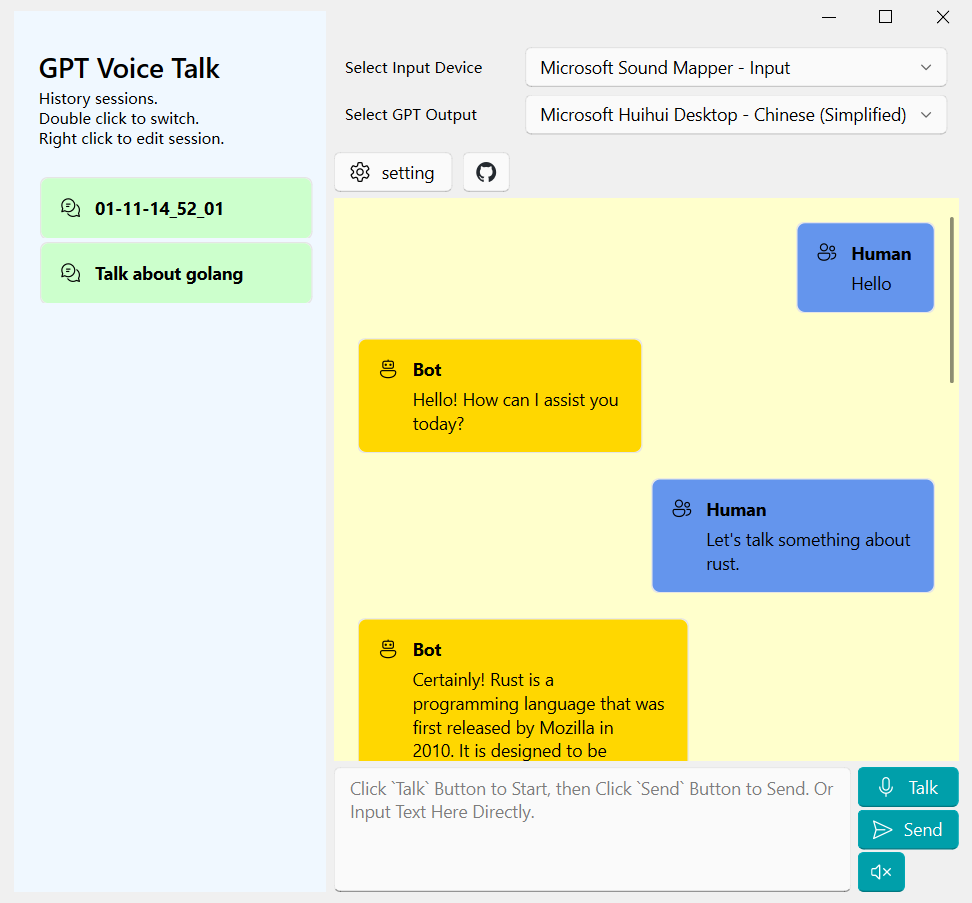 GPT Voice Talk
History sessions.
Double click to switch.
Right click to edit session.
01-11-14_52_01
Talk about golang
Select Input Device
Microsoft Sound Mapper - Input
Select GPT Output
Microsoft Huihui Desktop - Chinese (Simplified)
setting
Human
Hello
Bot
Hello! How can I assist you
today?
Human
Let's talk something about
rust.
Bot
Certainly! Rust is a
programming language that was
first released by Mozilla in
2010. It is designed to be
Click `Talk` Button to Start, then Click `Send` Button to Send. Or
Input Text Here Directly.
Talk
Send